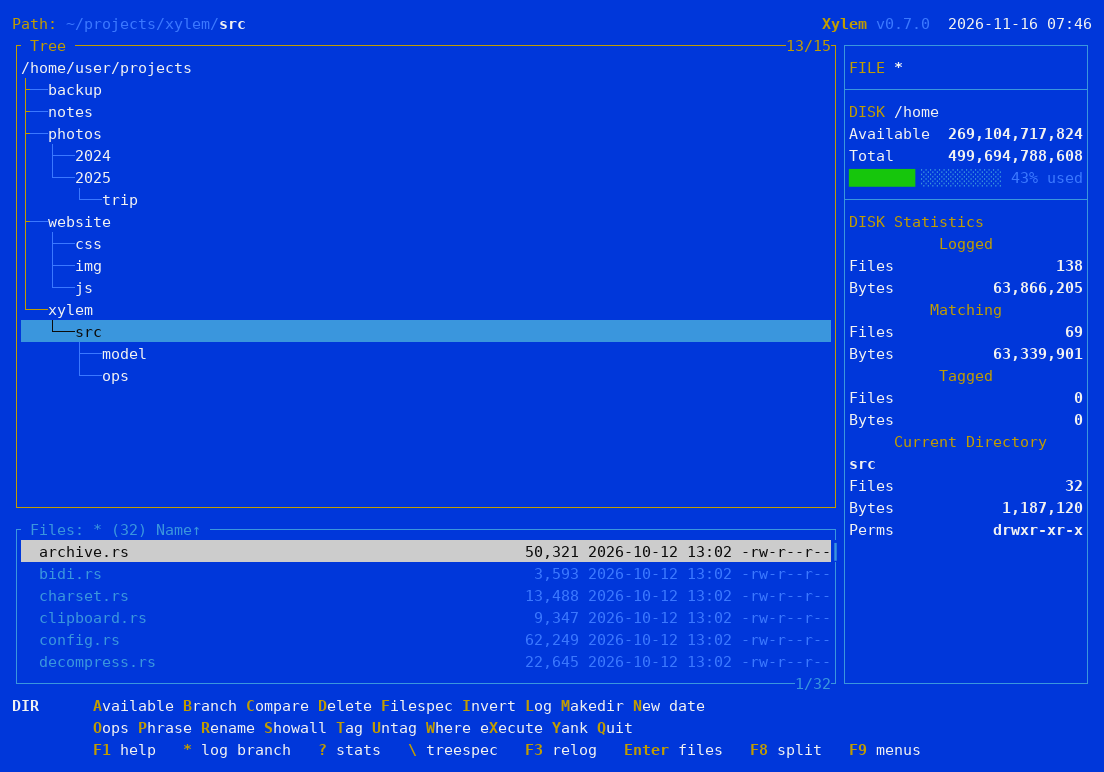 Path: ~/projects/xylem/src Xylem v0.7.0 2026-11-16 07:46
Tree 13/15
/home/user/projects
backup
notes
photos
2024
2025
trip
website
css
img
js
xylem
src
model
ops
FILE *
DISK /home
Available 269,104,717,824
Total 499,694,788,608
43% used
DISK Statistics
Logged
Files 138
Bytes 63,866,205
Matching
Files 69
Bytes 63,339,901
Tagged
Files 0
Bytes 0
Current Directory
src
Files 32
Bytes 1,187,120
Perms drwxr-xr-x
Files: * (32) Name↑
archive.rs 50,321 2026-10-12 13:02 -rw-r--r--
bidi.rs 3,593 2026-10-12 13:02 -rw-r--r--
charset.rs 13,488 2026-10-12 13:02 -rw-r--r--
clipboard.rs 9,347 2026-10-12 13:02 -rw-r--r--
config.rs 62,249 2026-10-12 13:02 -rw-r--r--
decompress.rs 22,645 2026-10-12 13:02 -rw-r--r--
1/32
DIR Available Branch Compare Delete Filespec Invert Log Makedir New date
Oops Phrase Rename Showall Tag Untag Where eXecute Yank Quit
F1 help * log branch ? stats \ treespec F3 relog Enter files F8 split F9 menus